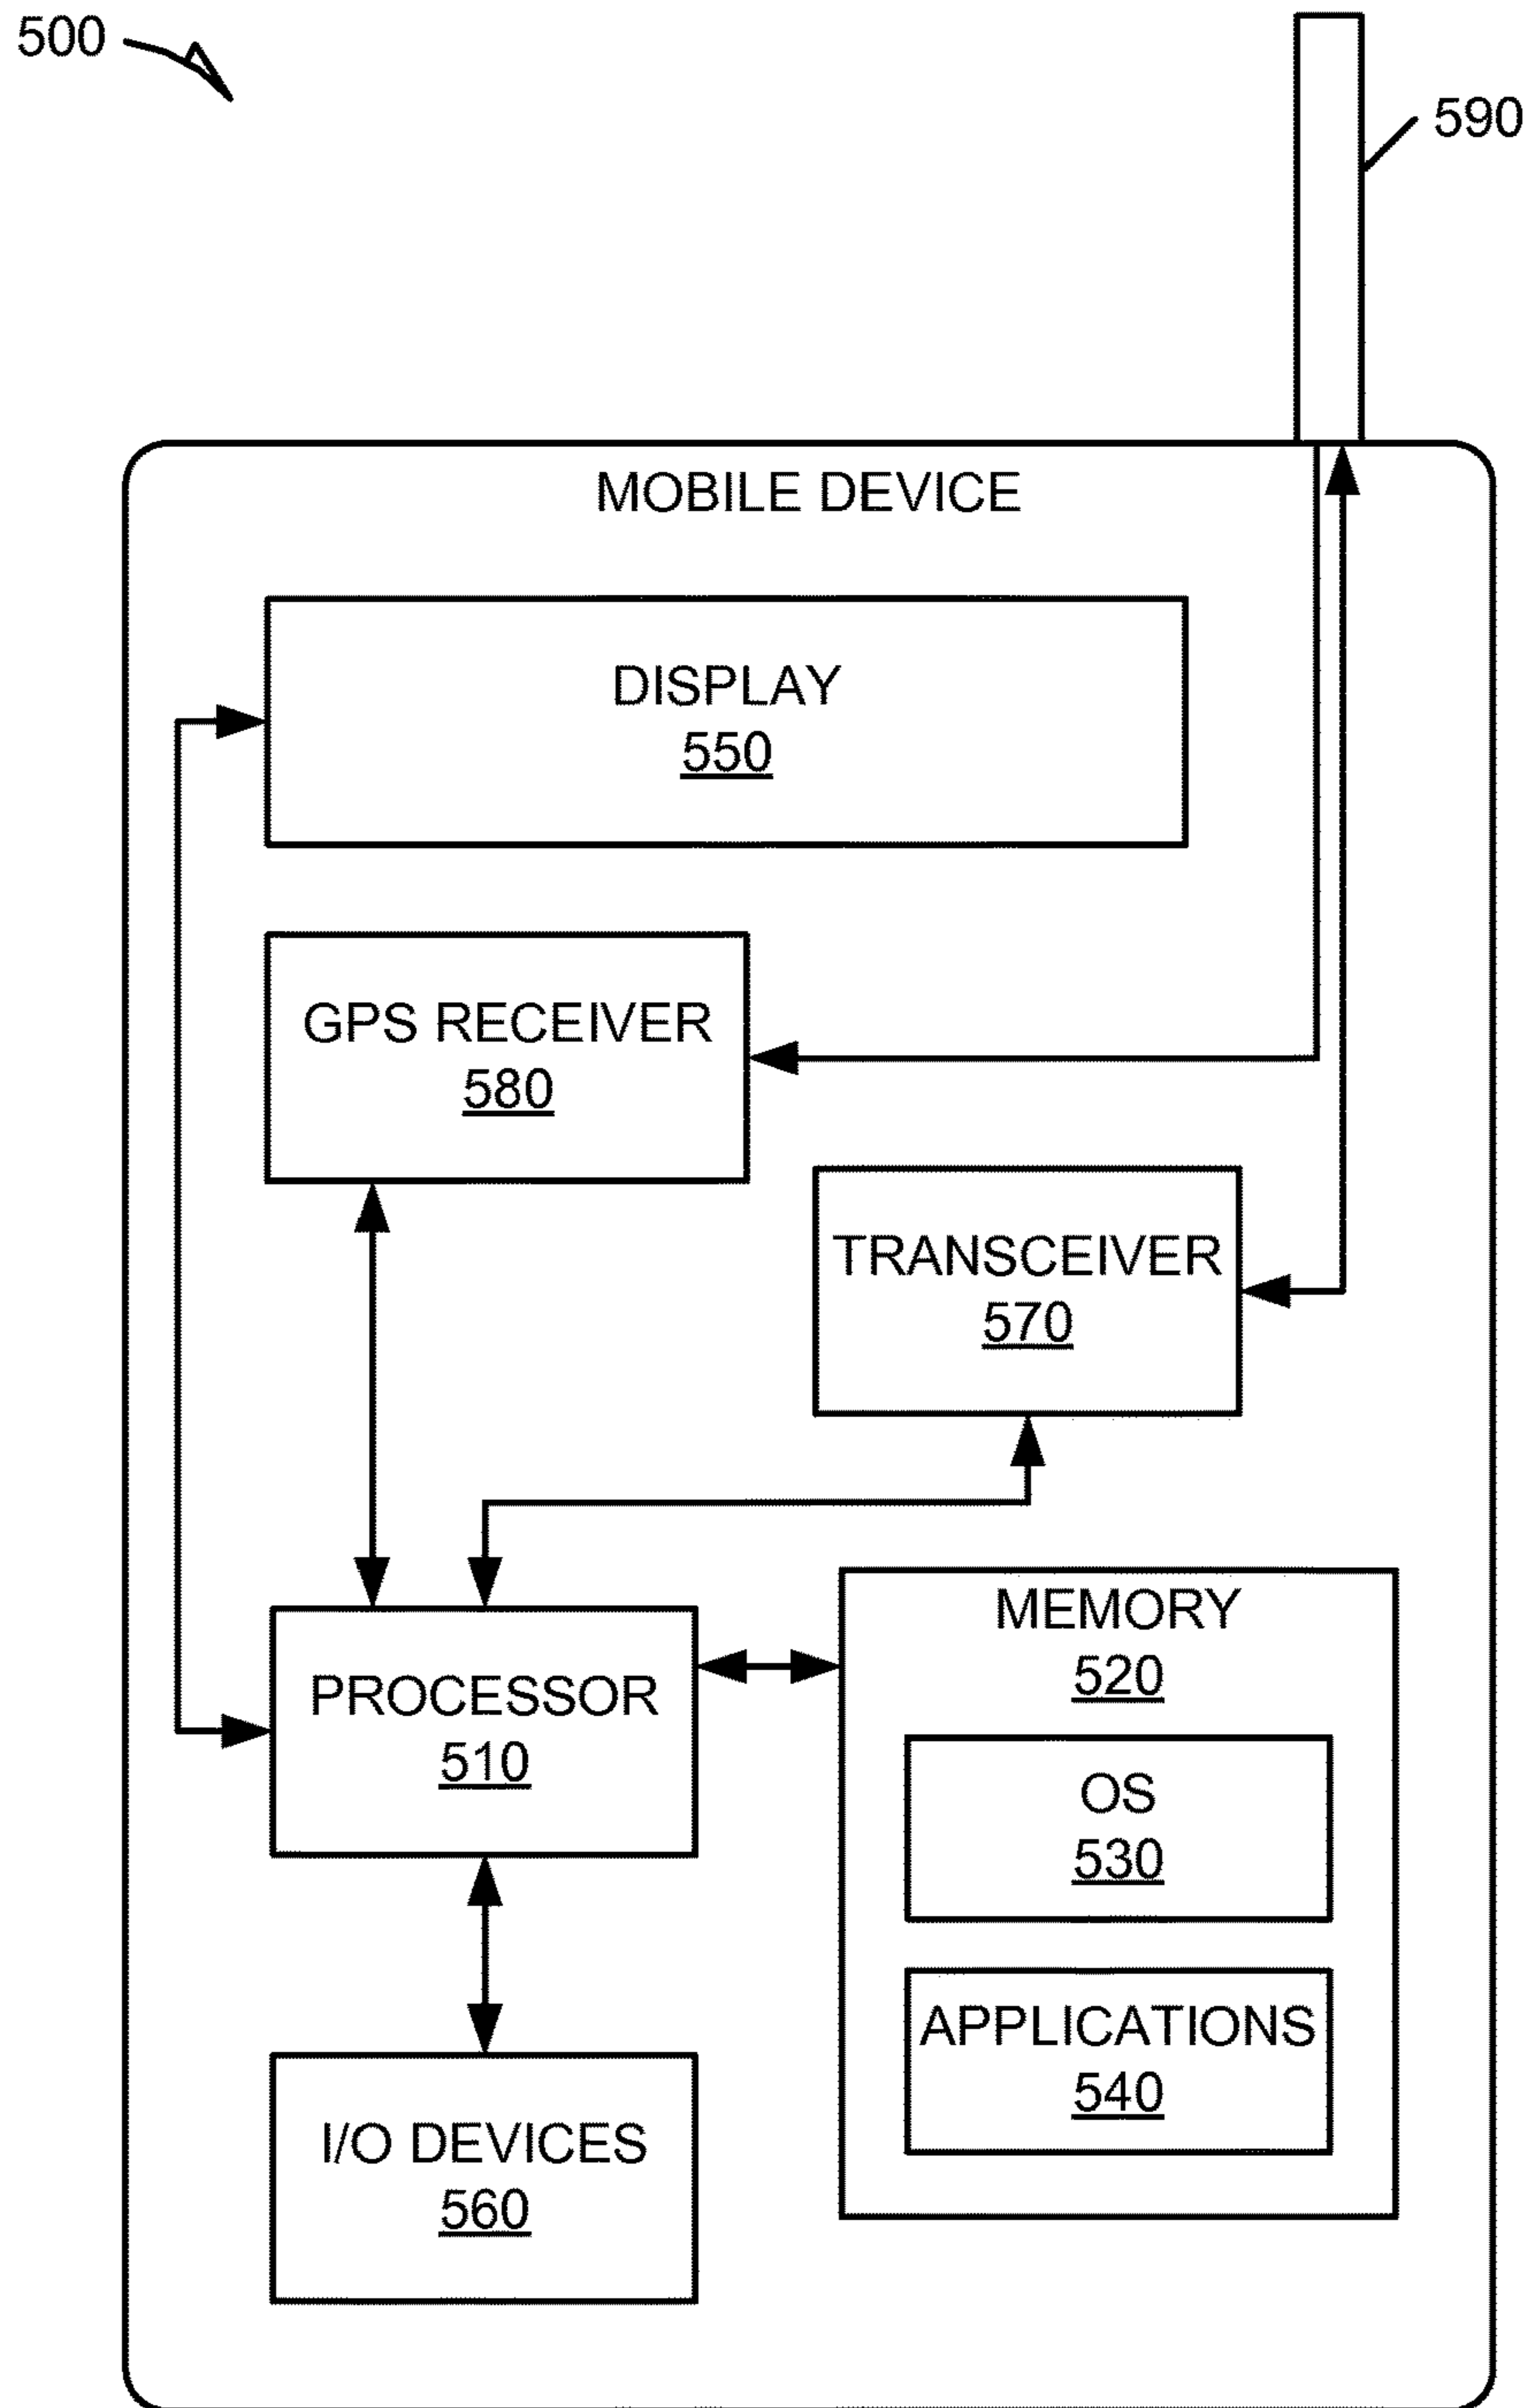 500
590
MOBILE DEVICE
DISPLAY
550
GPS RECEIVER
580
TRANSCEIVER
570
MEMORY
520
PROCESSOR
510
OS
530
APPLICATIONS
540
I/O DEVICES
560